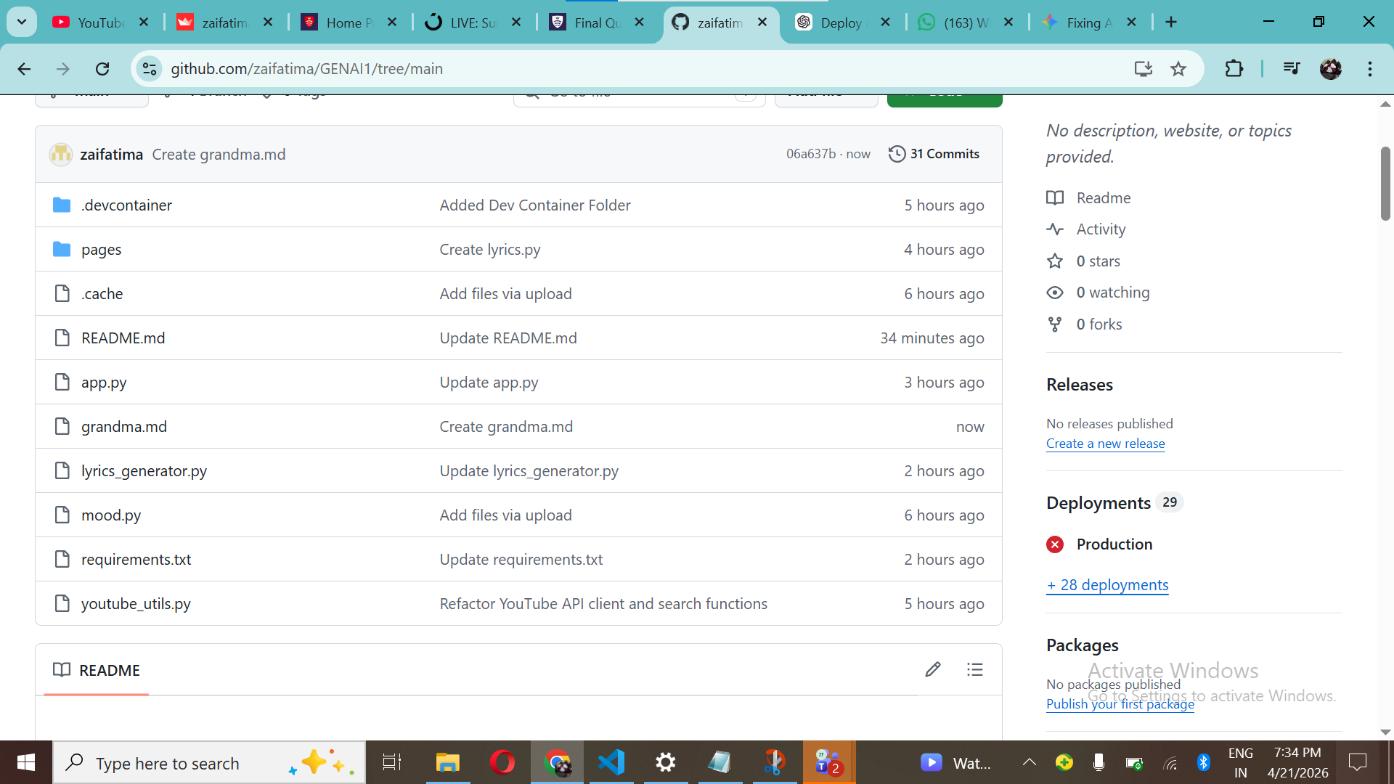 YouTube
zaifatima
Home P
LIVE: Su
Final Qu
zaifatim
Deploy
(163) W
Fixing A
github.com/zaifatima/GENAI1/tree/main
zaifatima Create grandma.md 06a637b · now 31 Commits
.devcontainer Added Dev Container Folder 5 hours ago
pages Create lyrics.py 4 hours ago
.cache Add files via upload 6 hours ago
README.md Update README.md 34 minutes ago
app.py Update app.py 3 hours ago
grandma.md Create grandma.md now
lyrics_generator.py Update lyrics_generator.py 2 hours ago
mood.py Add files via upload 6 hours ago
requirements.txt Update requirements.txt 2 hours ago
youtube_utils.py Refactor YouTube API client and search functions 5 hours ago
README
No description, website, or topics
provided.
Readme
Activity
0 stars
0 watching
0 forks
Releases
No releases published
Create a new release
Deployments 29
Production
+ 28 deployments
Packages
No packages published
Publish your first package
Activate Windows
Go to Settings to activate Windows.
Type here to search
2
Wat...
ENG
IN
7:34 PM
4/21/2026